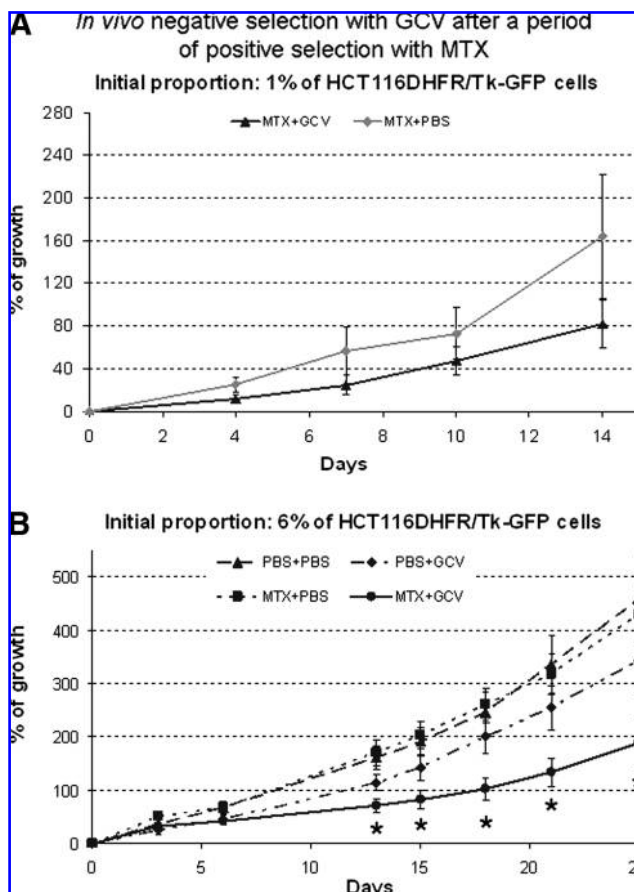 A
In vivo negative selection with GCV after a period
of positive selection with MTX
Initial proportion: 1% of HCT116DHFR/Tk-GFP cells
280
240
200
160
120
80
40
0
% of growth
MTX+GCV
MTX+PBS
0 2 4 6 8 10 12 14
Days
B
Initial proportion: 6% of HCT116DHFR/Tk-GFP cells
500
400
300
200
100
0
% of growth
PBS+PBS
PBS+GCV
MTX+PBS
MTX+GCV
* * * *
0 5 10 15 20 25
Days